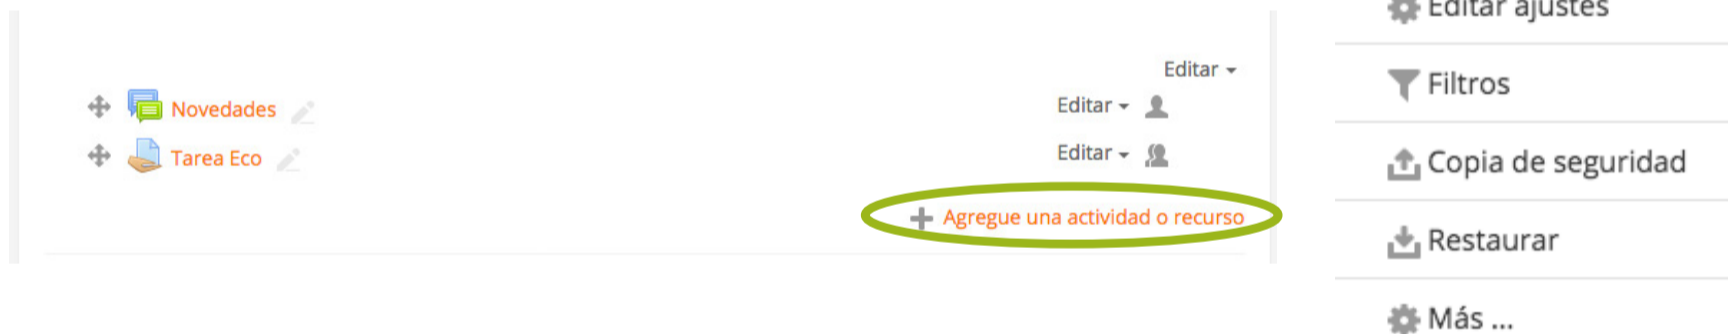 Editar
Novedades
Editar
Tarea Eco
Editar
Agregue una actividad o recurso
Editar ajustes
Filtros
Copia de seguridad
Restaurar
Más ...